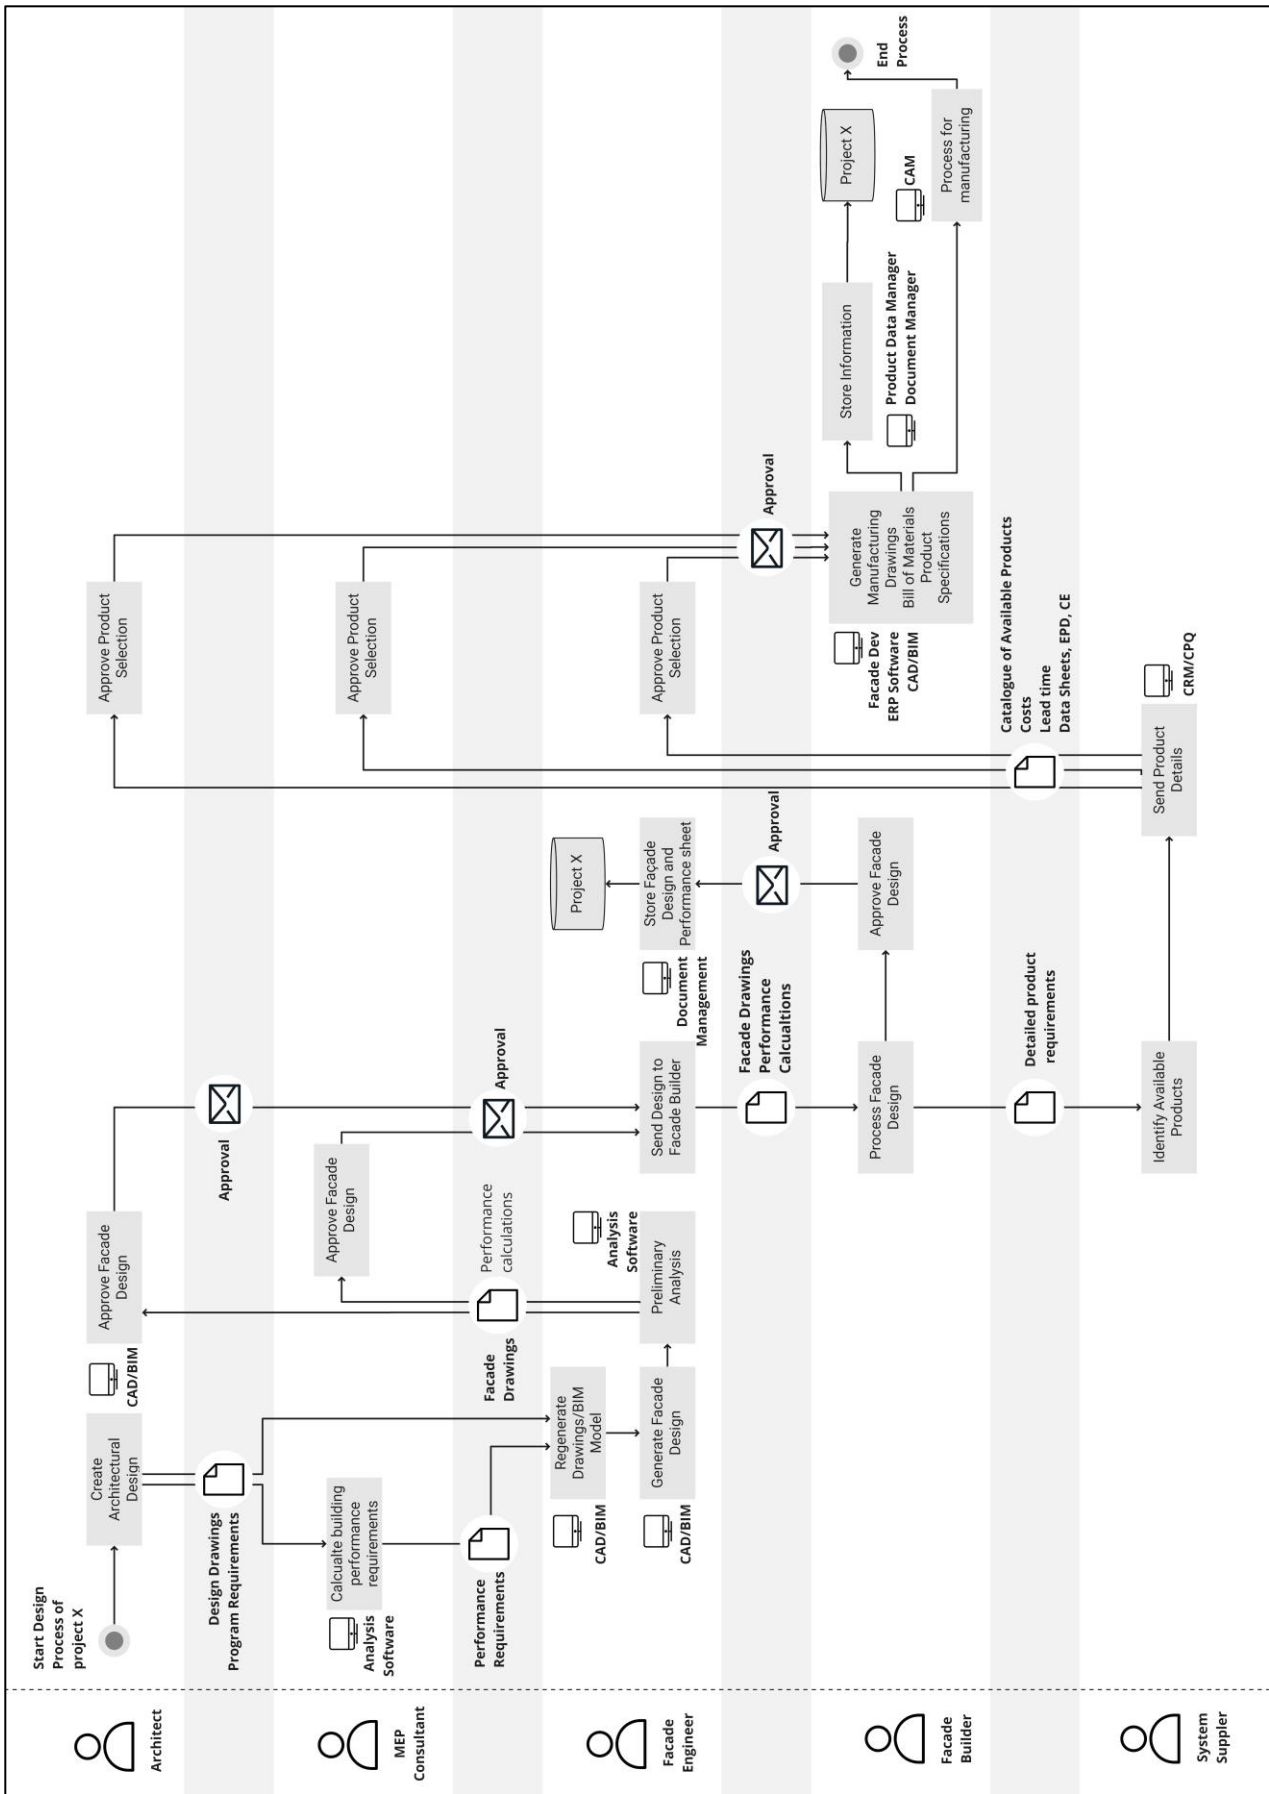 Architect
Start Design
Process of
project X
Create
Architectural
Design
CAD/BIM
Approve Facade
Design
Approve Product
Selection
Design Drawings
Program Requirements
Approval
MEP
Consultant
Analysis
Software
Calcualte building
performance
requirements
Approve Facade
Design
Approve Product
Selection
Performance
Requirements
Facade
Drawings
Performance
calculations
Approval
Facade
Engineer
CAD/BIM
Regenerate
Drawings/BIM
Model
CAD/BIM
Generate Facade
Design
Analysis
Software
Preliminary
Analysis
Send Design to
Facade Builder
Document
Management
Store Façade
Design and
Performance sheet
Project X
Approve Product
Selection
Facade Drawings
Performance
Calcualtions
Approval
Approval
Facade
Builder
Process Facade
Design
Approve Facade
Design
Facade Dev
ERP Software
CAD/BIM
Generate
Manufacturing
Drawings
Bill of Materials
Product
Specifications
Store Information
Product Data Manager
Document Manager
Project X
CAM
Process for
manufacturing
End
Process
Detailed product
requirements
Catalogue of Available Products
Costs
Lead time
Data Sheets, EPD, CE
System
Suppler
Identify Available
Products
Send Product
Details
CRM/CPQ